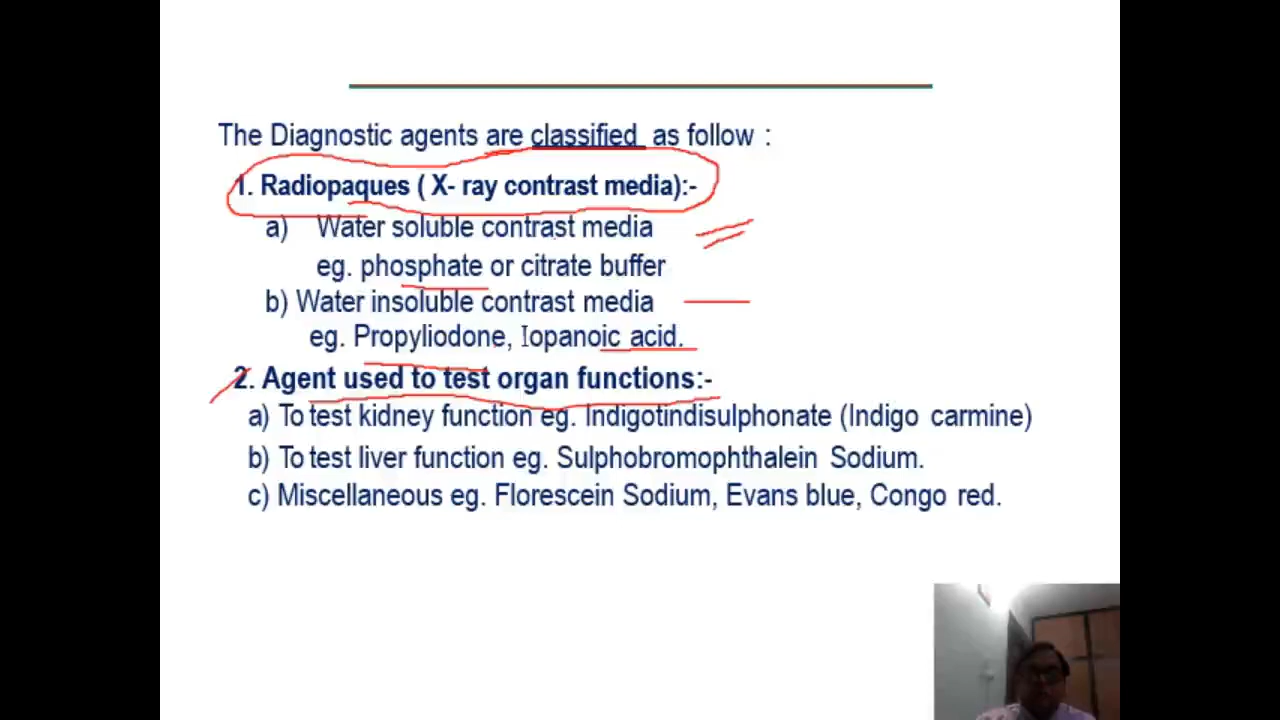 The Diagnostic agents are classified as follow :
1. Radiopaques ( X- ray contrast media):-
a) Water soluble contrast media
eg. phosphate or citrate buffer
b) Water insoluble contrast media
eg. Propyliodone, Iopanoic acid.
2. Agent used to test organ functions:-
a) To test kidney function eg. Indigotindisulphonate (Indigo carmine)
b) To test liver function eg. Sulphobromophthalein Sodium.
c) Miscellaneous eg. Florescein Sodium, Evans blue, Congo red.